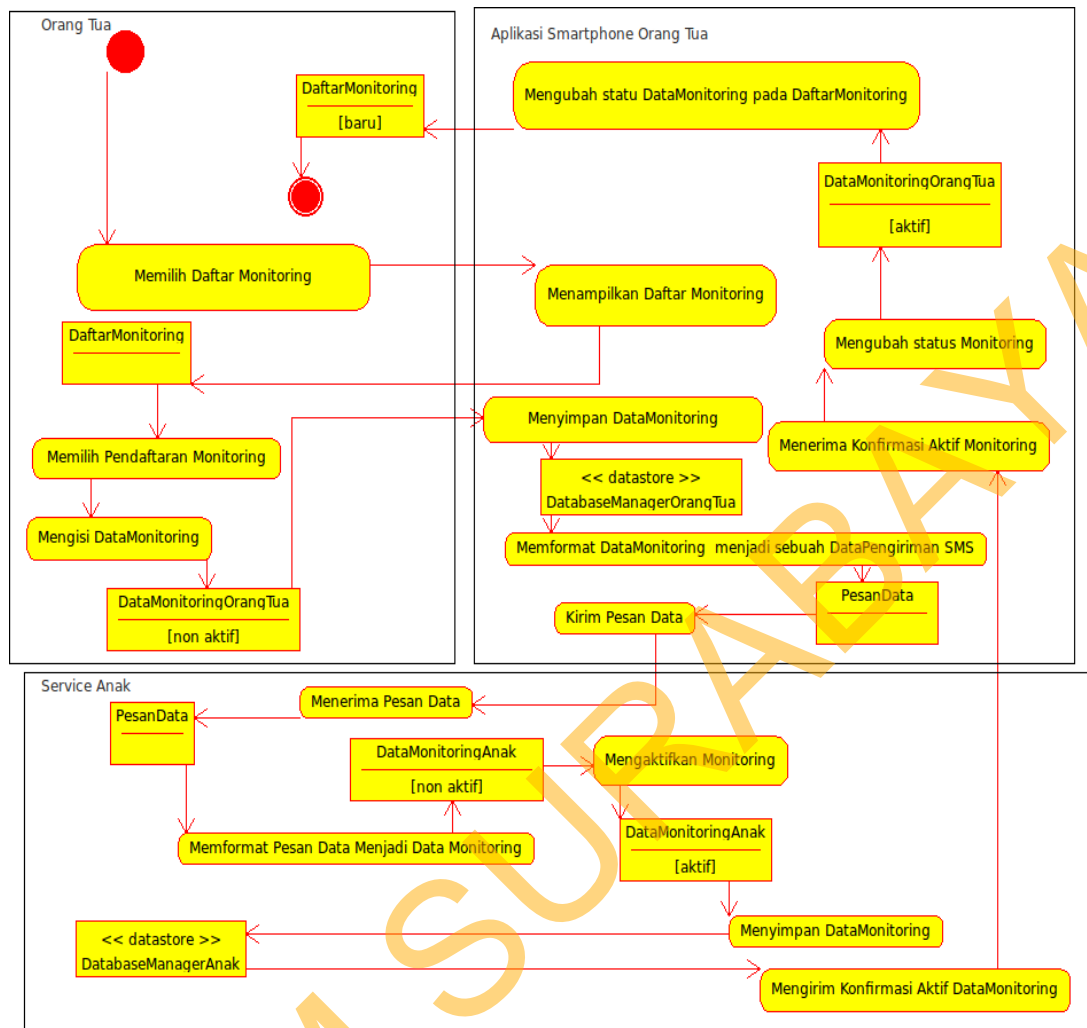 Orang Tua
Aplikasi Smartphone Orang Tua
DaftarMonitoring
[baru]
Mengubah statu DataMonitoring pada DaftarMonitoring
DataMonitoringOrangTua
[aktif]
Memilih Daftar Monitoring
Menampilkan Daftar Monitoring
DaftarMonitoring
Mengubah status Monitoring
Menyimpan DataMonitoring
Menerima Konfirmasi Aktif Monitoring
Memilih Pendaftaran Monitoring
<< datastore >>
DatabaseManagerOrangTua
Mengisi DataMonitoring
Memformat DataMonitoring menjadi sebuah DataPengiriman SMS
DataMonitoringOrangTua
[non aktif]
PesanData
Kirim Pesan Data
Service Anak
Menerima Pesan Data
PesanData
DataMonitoringAnak
[non aktif]
Mengaktifkan Monitoring
Memformat Pesan Data Menjadi Data Monitoring
DataMonitoringAnak
[aktif]
Menyimpan DataMonitoring
<< datastore >>
DatabaseManagerAnak
Mengirim Konfirmasi Aktif DataMonitoring
M SURABAYA